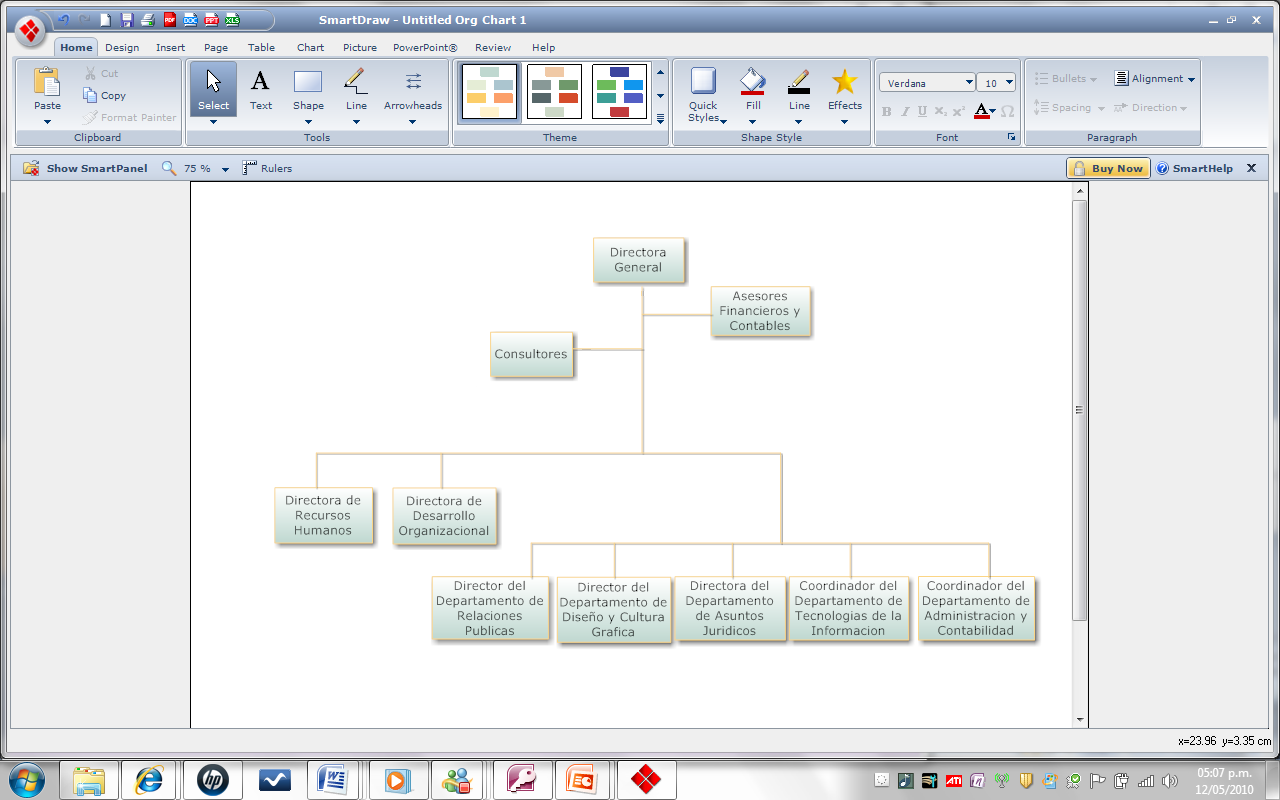 SmartDraw - Untitled Org Chart 1
Home Design Insert Page Table Chart Picture PowerPoint® Review Help
Paste
Cut
Copy
Format Painter
Clipboard
Select Text Shape Line Arrowheads
Tools
Theme
Quick Styles
Fill Line Effects
Shape Style
Verdana 10
B I U X₂ X² A Ω
Font
Bullets Alignment
Spacing Direction
Paragraph
Show SmartPanel 75 % Rulers
Buy Now SmartHelp X
Directora
General
Asesores
Financieros y
Contables
Consultores
Directora de
Recursos
Humanos
Directora de
Desarrollo
Organizacional
Director del
Departamento de
Relaciones
Publicas
Director del
Departamento de
Diseño y Cultura
Grafica
Directora del
Departamento
de Asuntos
Juridicos
Coordinador del
Departamento de
Tecnologias de la
Informacion
Coordinador del
Departamento de
Administracion y
Contabilidad
x=23.96 y=3.35 cm
05:07 p.m.
12/05/2010